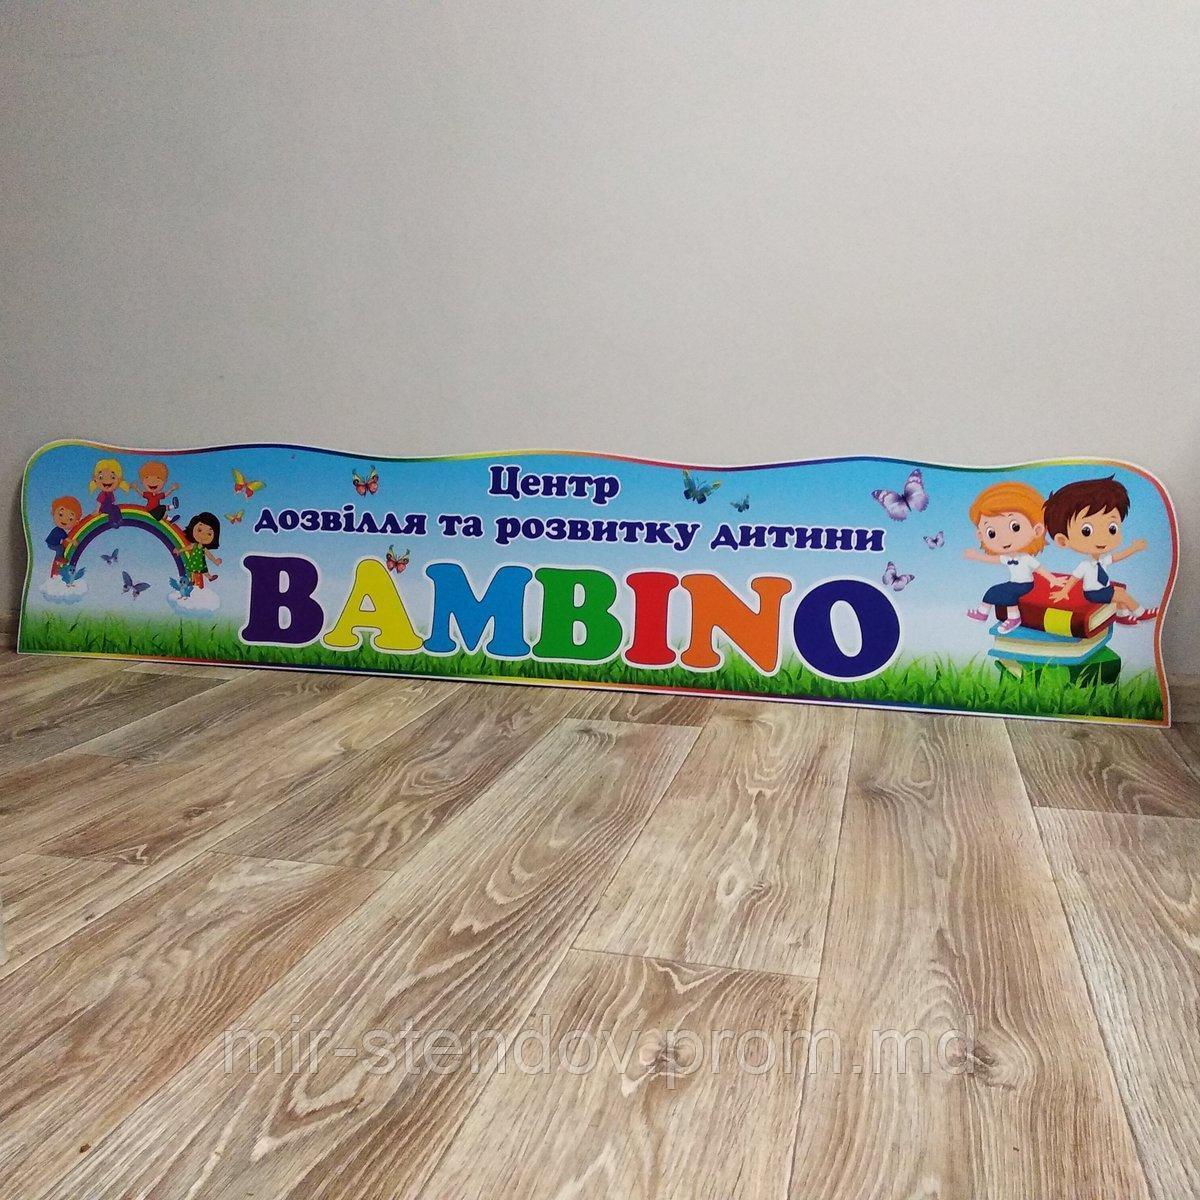 Центр
дозвілля та розвитку дитини
BAMBINO
mir-stendov.prom.md